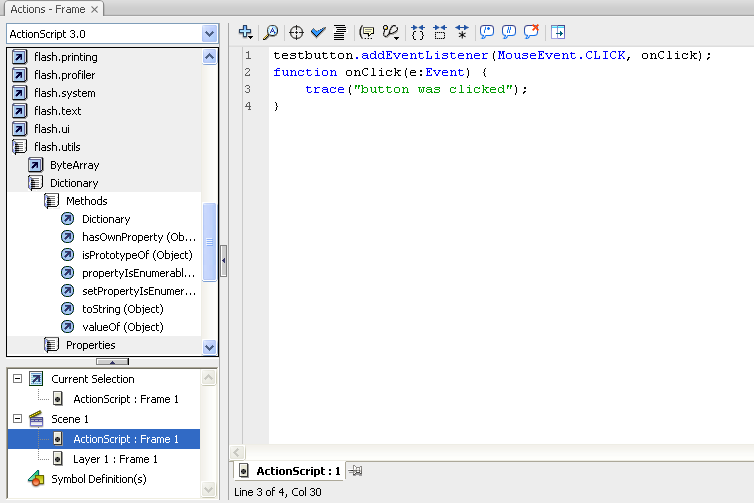 Actions - Frame
ActionScript 3.0
flash.printing
flash.profiler
flash.system
flash.text
flash.ui
flash.utils
ByteArray
Dictionary
Methods
Dictionary
hasOwnProperty (Ob...
isPrototypeOf (Object)
propertyIsEnumerabl...
setPropertyIsEnumer...
toString (Object)
valueOf (Object)
Properties
Current Selection
ActionScript : Frame 1
Scene 1
ActionScript : Frame 1
Layer 1 : Frame 1
Symbol Definition(s)
1 testbutton.addEventListener(MouseEvent.CLICK, onClick);
2 function onClick(e:Event) {
3 trace("button was clicked");
4 }
ActionScript : 1
Line 3 of 4, Col 30